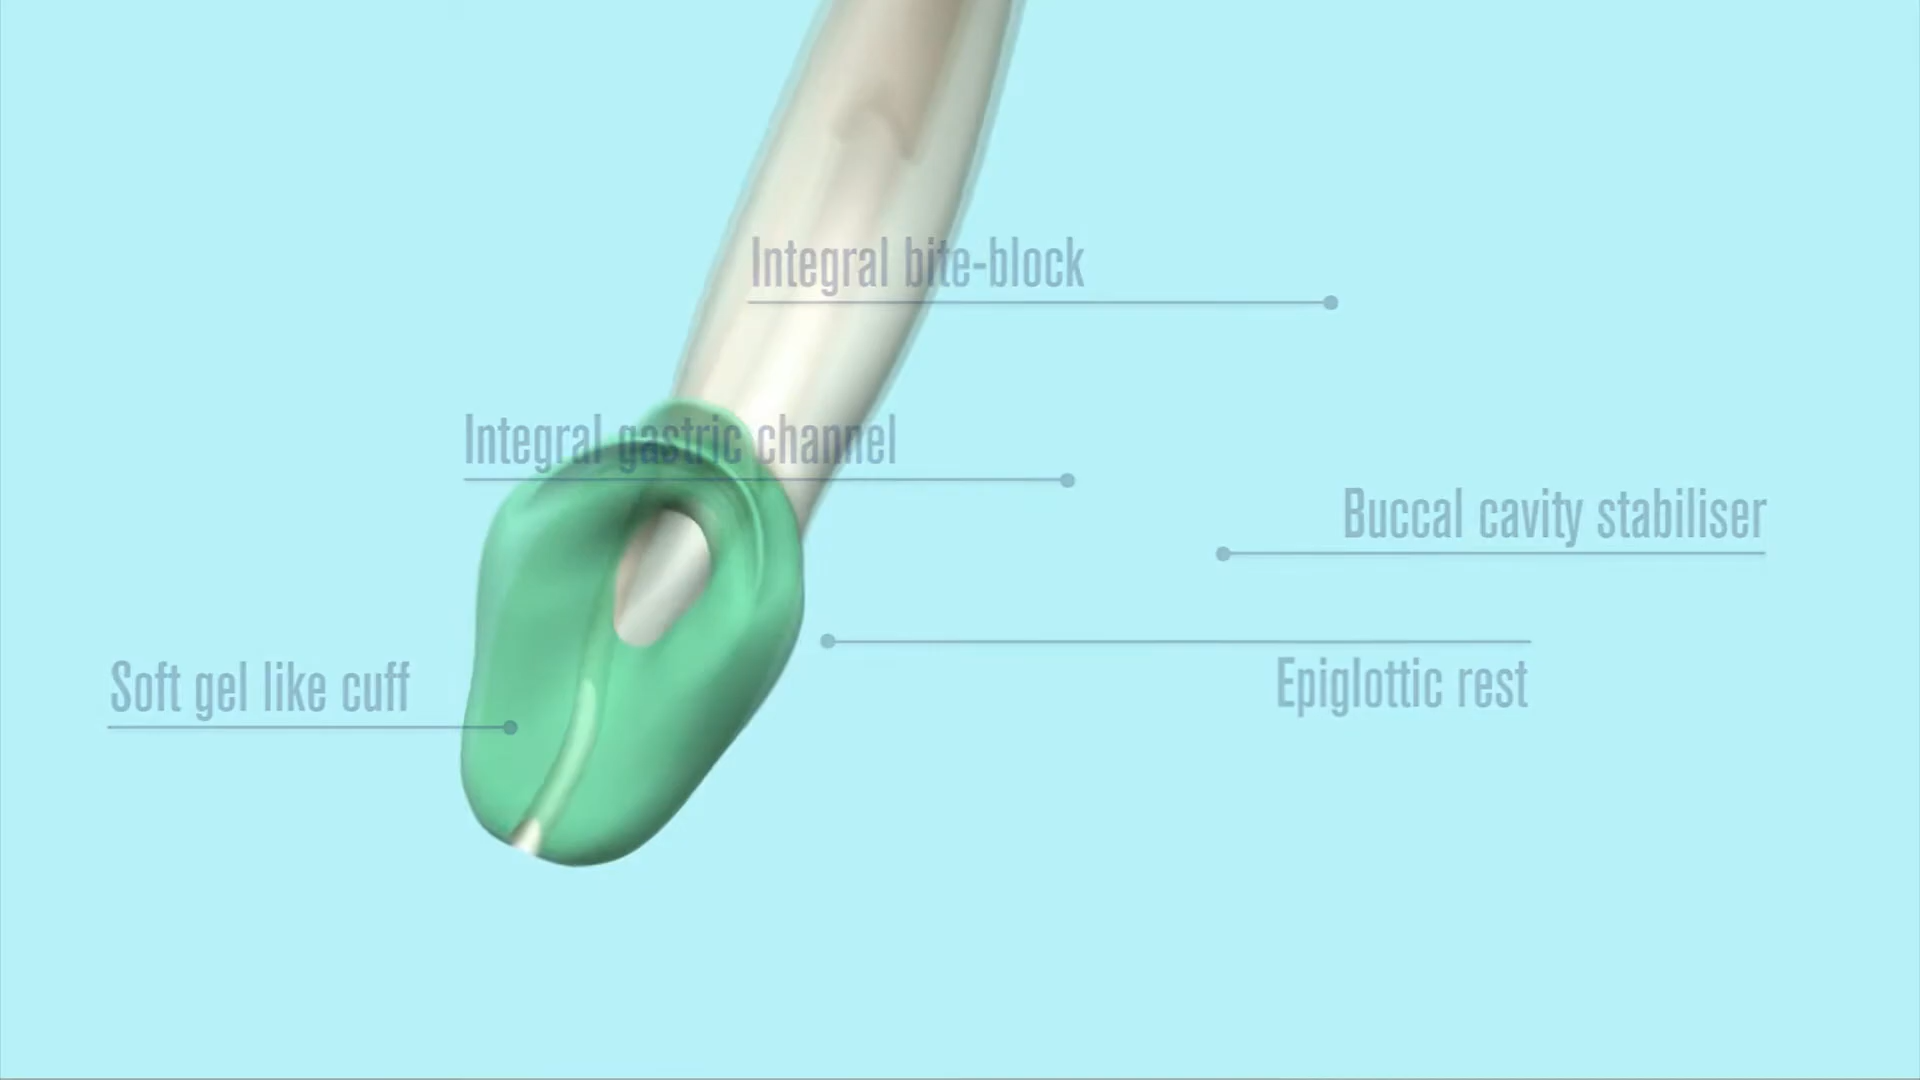 Integral bite-block
Integral gastric channel
Buccal cavity stabiliser
Soft gel like cuff
Epiglottic rest